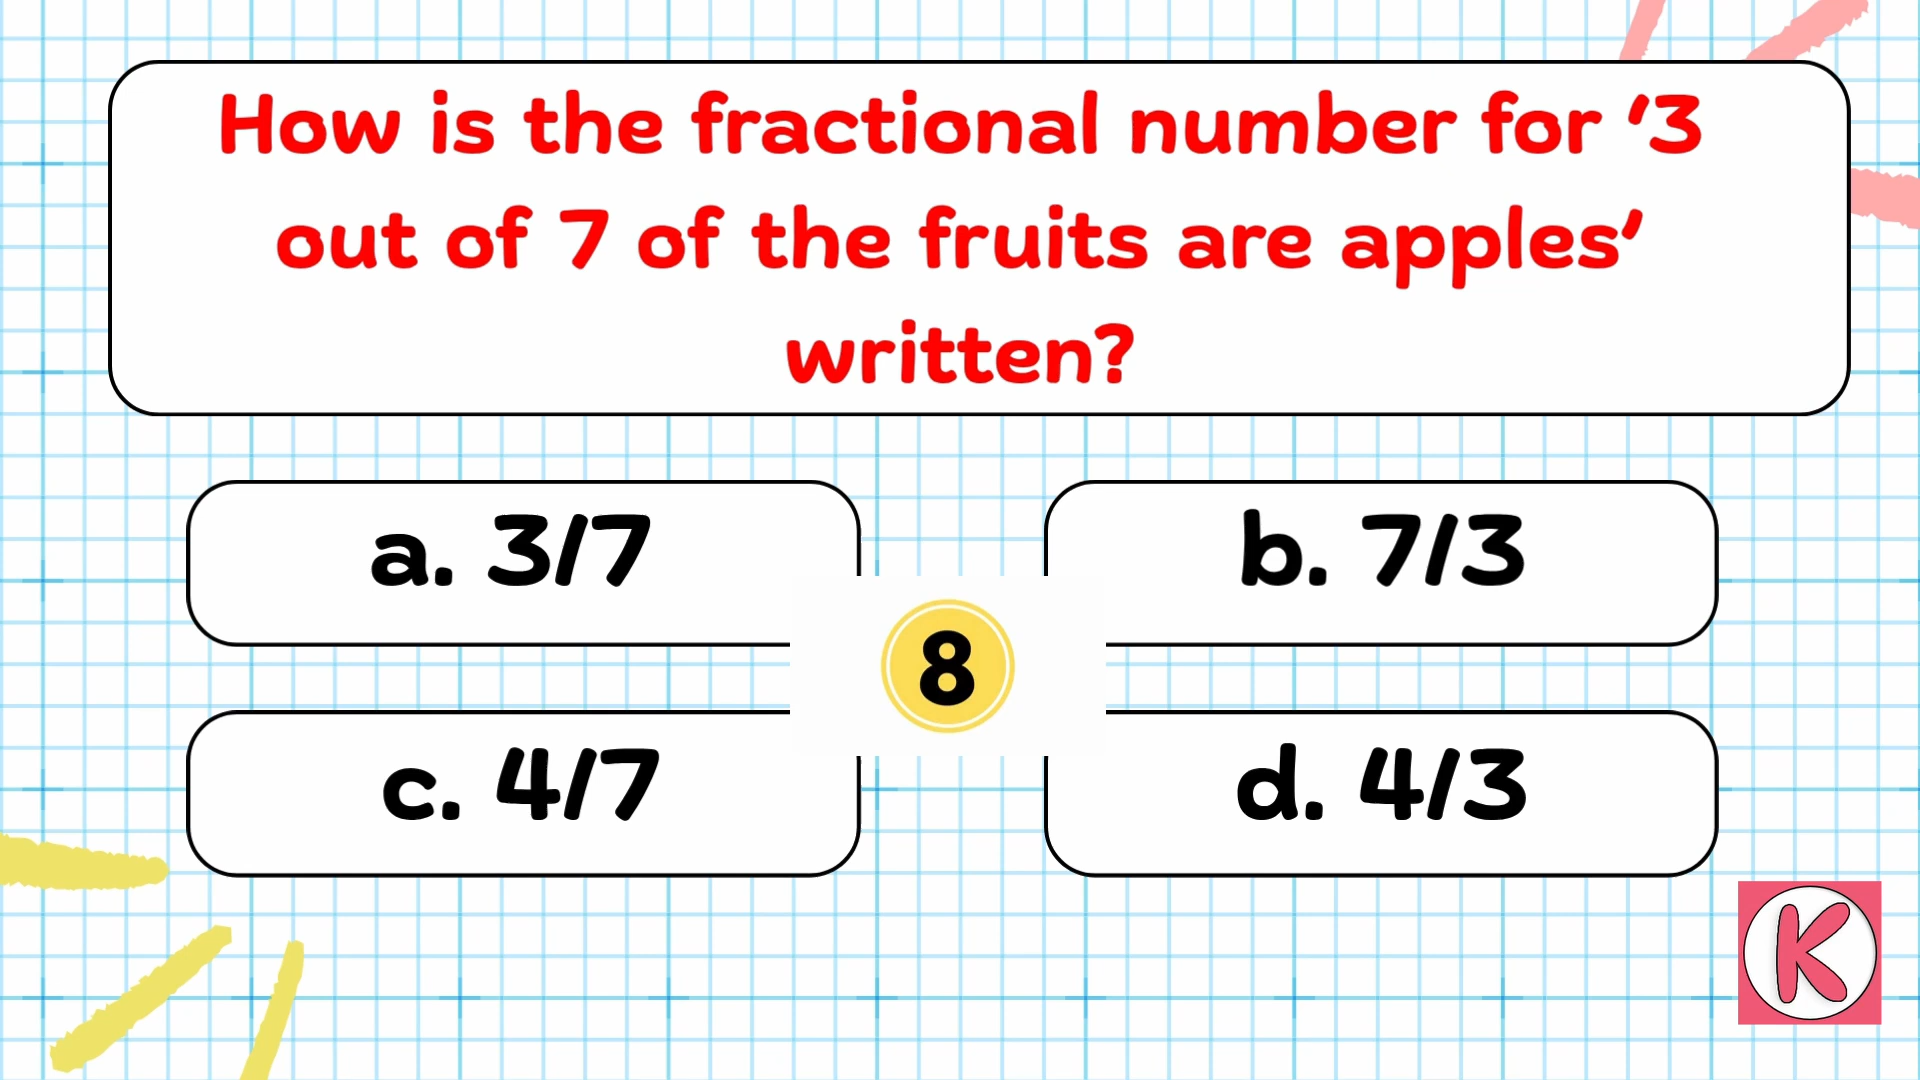 How is the fractional number for '3
out of 7 of the fruits are apples'
written?
a. 3/7
b. 7/3
8
c. 4/7
d. 4/3
K